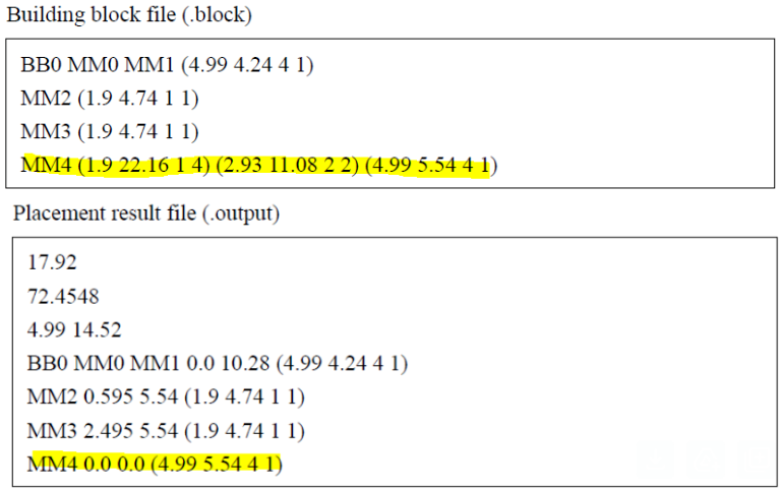 Building block file (.block)
BB0 MM0 MM1 (4.99 4.24 4 1)
MM2 (1.9 4.74 1 1)
MM3 (1.9 4.74 1 1)
MM4 (1.9 22.16 1 4) (2.93 11.08 2 2) (4.99 5.54 4 1)
Placement result file (.output)
17.92
72.4548
4.99 14.52
BB0 MM0 MM1 0.0 10.28 (4.99 4.24 4 1)
MM2 0.595 5.54 (1.9 4.74 1 1)
MM3 2.495 5.54 (1.9 4.74 1 1)
MM4 0.0 0.0 (4.99 5.54 4 1)